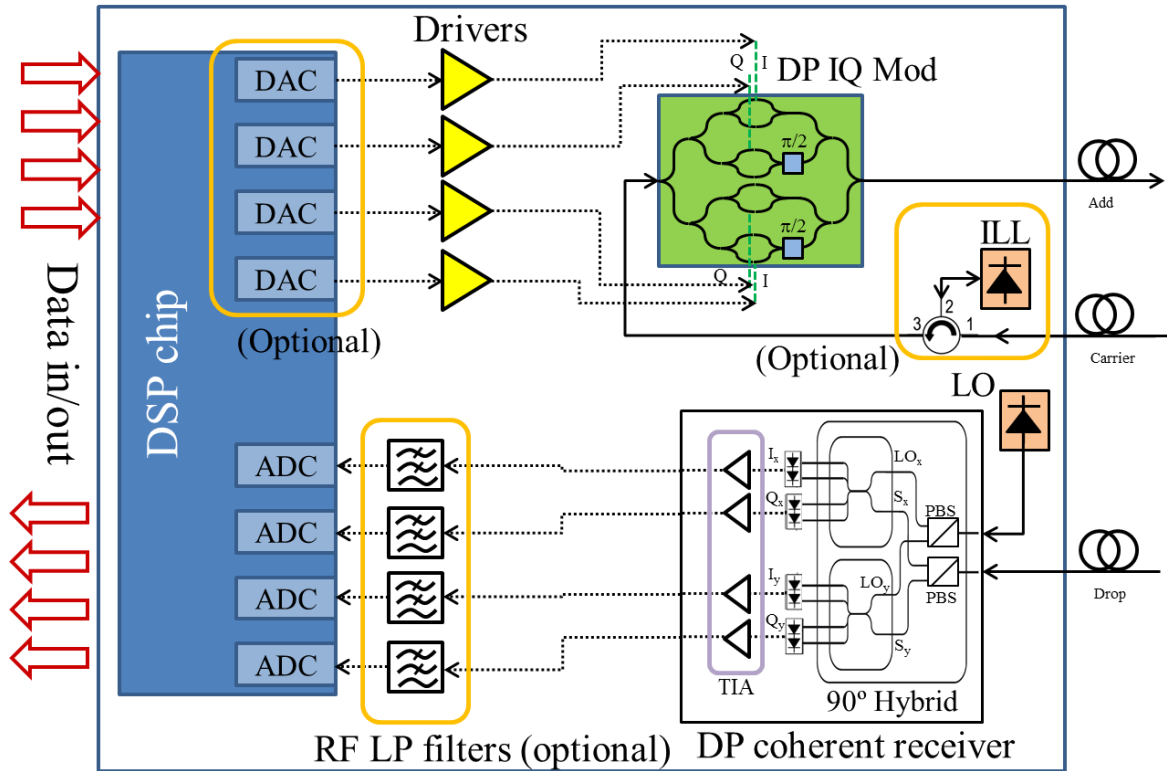 Drivers
DAC
DAC
DAC
DAC
(Optional)
Q
I
DP IQ Mod
π/2
π/2
Q
I
Add
ILL
2
3
1
(Optional)
Carrier
LO
Data in/out
DSP chip
ADC
ADC
ADC
ADC
RF LP filters (optional)
TIA
Ix
Qx
Iy
Qy
LOx
Sx
LOy
Sy
PBS
PBS
90º Hybrid
DP coherent receiver
Drop